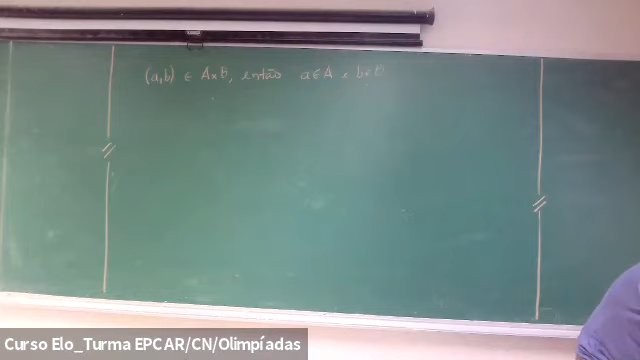 (a,b) ∈ A×B, então a∈A e b∈B
Curso Elo_Turma EPCAR/CN/Olimpíadas